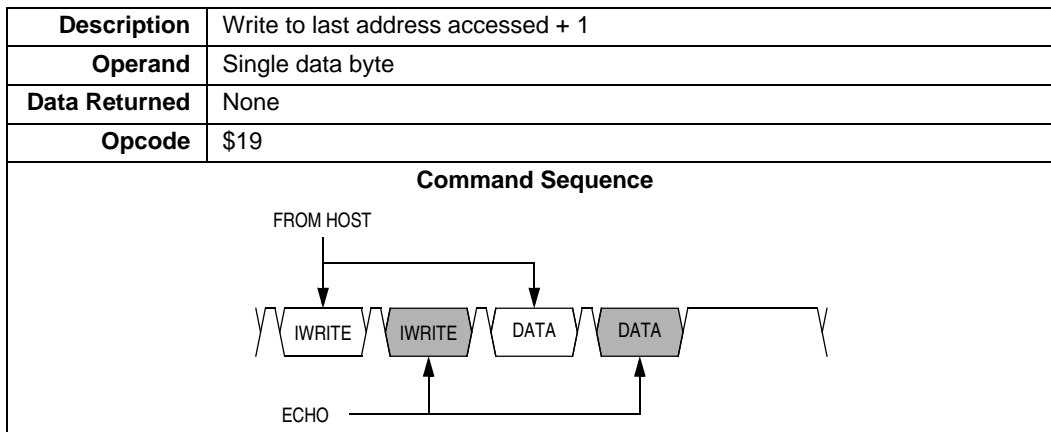 Description Write to last address accessed + 1
Operand Single data byte
Data Returned None
Opcode $19
Command Sequence
FROM HOST
IWRITE IWRITE DATA DATA
ECHO